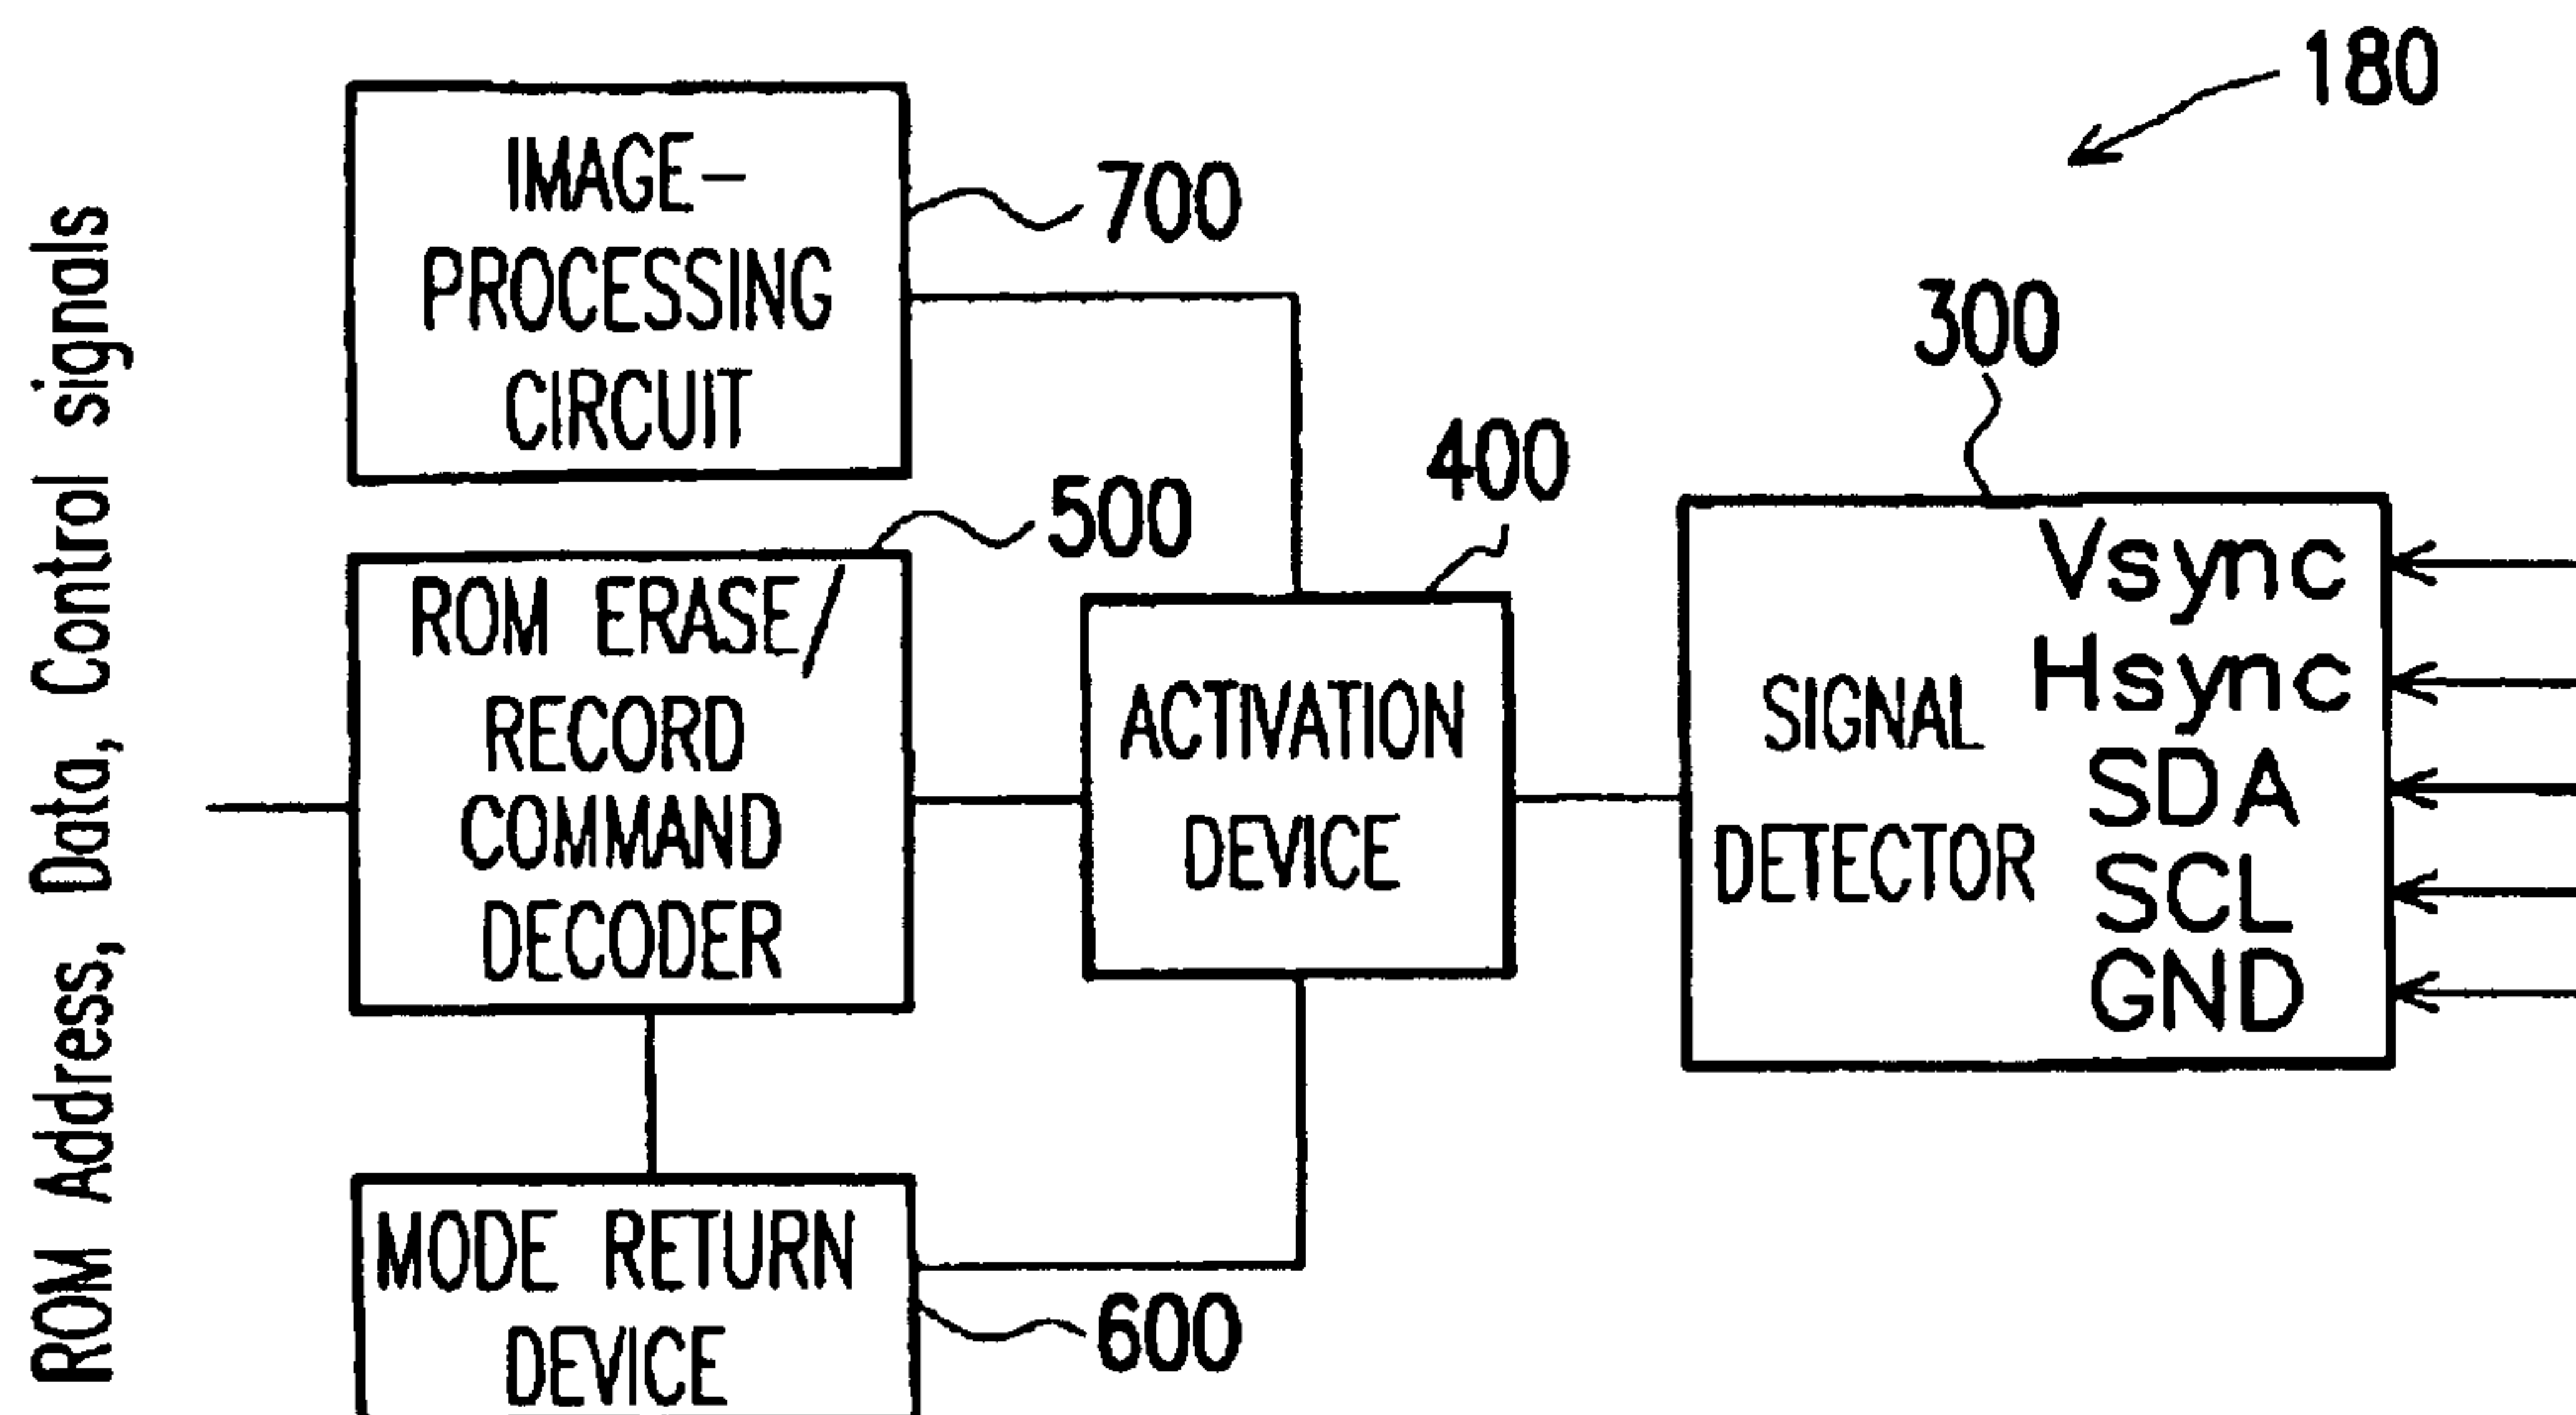 180
IMAGE-
PROCESSING
CIRCUIT
700
300
400
500
ROM ERASE/
RECORD
COMMAND
DECODER
ACTIVATION
DEVICE
SIGNAL
DETECTOR
Vsync
Hsync
SDA
SCL
GND
MODE RETURN
DEVICE
600
ROM Address, Data, Control signals